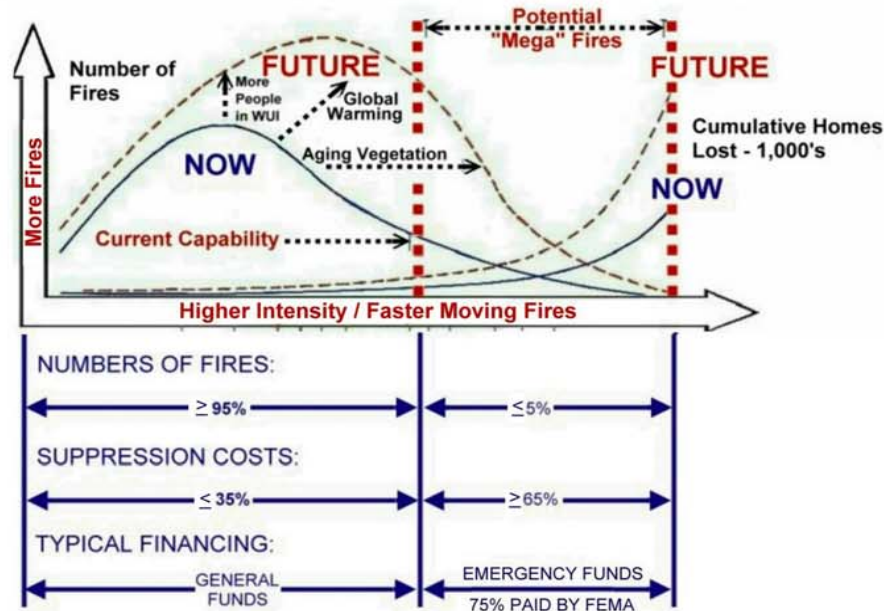 Potential
"Mega" Fires
Number of
Fires
FUTURE
More
People
in WUI
Global
Warming
FUTURE
Cumulative Homes
Lost - 1,000's
NOW
Aging Vegetation
NOW
More Fires
Current Capability
Higher Intensity / Faster Moving Fires
NUMBERS OF FIRES:
≥ 95%
≤5%
SUPPRESSION COSTS:
≤ 35%
≥65%
TYPICAL FINANCING:
GENERAL
FUNDS
EMERGENCY FUNDS
75% PAID BY FEMA